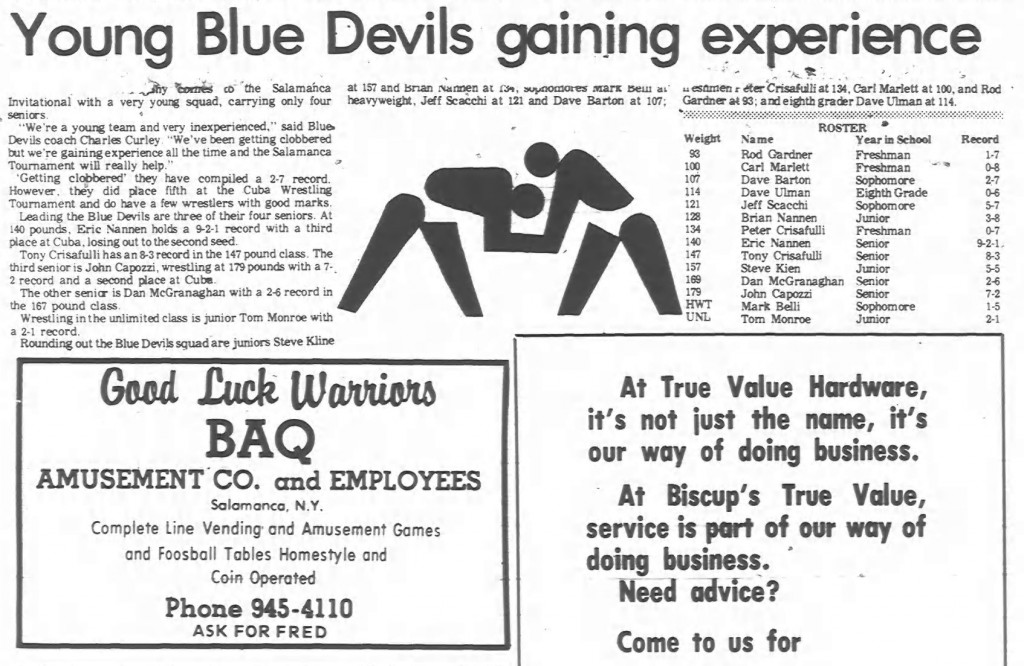 Young Blue Devils gaining experience
comes to the Salamanca
Invitational with a very young squad, carrying only four
seniors.
"We're a young team and very inexperienced," said Blue
Devils coach Charles Curley. "We've been getting clobbered
but we're gaining experience all the time and the Salamanca
Tournament will really help."
'Getting clobbered' they have compiled a 2-7 record.
However, they did place fifth at the Cuba Wrestling
Tournament and do have a few wrestlers with good marks.
Leading the Blue Devils are three of their four seniors. At
140 pounds, Eric Nannen holds a 9-2-1 record with a third
place at Cuba, losing out to the second seed.
Tony Crisafulli has an 8-3 record in the 147 pound class. The
third senior is John Capozzi, wrestling at 179 pounds with a 7-
2 record and a second place at Cuba.
The other senior is Dan McGranaghan with a 2-6 record in
the 167 pound class.
Wrestling in the unlimited class is junior Tom Monroe with
a 2-1 record.
Rounding out the Blue Devils squad are juniors Steve Kline
at 157 and Brian Nannen at 134, sophomores Mark Belli at
heavyweight, Jeff Scacchi at 121 and Dave Barton at 107;
Peter Crisafulli at 134, Carl Marlett at 100, and Rod
Gardner at 93; and eighth grader Dave Ulman at 114.
ROSTER
Weight Name Year in School Record
93 Rod Gardner Freshman 1-7
100 Carl Marlett Freshman 0-8
107 Dave Barton Sophomore 2-7
114 Dave Ulman Eighth Grade 0-6
121 Jeff Scacchi Sophomore 5-7
128 Brian Nannen Junior 3-8
134 Peter Crisafulli Freshman 0-7
140 Eric Nannen Senior 9-2-1
147 Tony Crisafulli Senior 8-3
157 Steve Kien Junior 5-5
169 Dan McGranaghan Senior 2-6
179 John Capozzi Senior 7-2
HWT Mark Belli Sophomore 1-5
UNL Tom Monroe Junior 2-1
Good Luck Warriors
BAQ
AMUSEMENT CO. and EMPLOYEES
Salamanca, N.Y.
Complete Line Vending and Amusement Games
and Foosball Tables Homestyle and
Coin Operated
Phone 945-4110
ASK FOR FRED
At True Value Hardware,
it's not just the name, it's
our way of doing business.
At Biscup's True Value,
service is part of our way of
doing business.
Need advice?
Come to us for